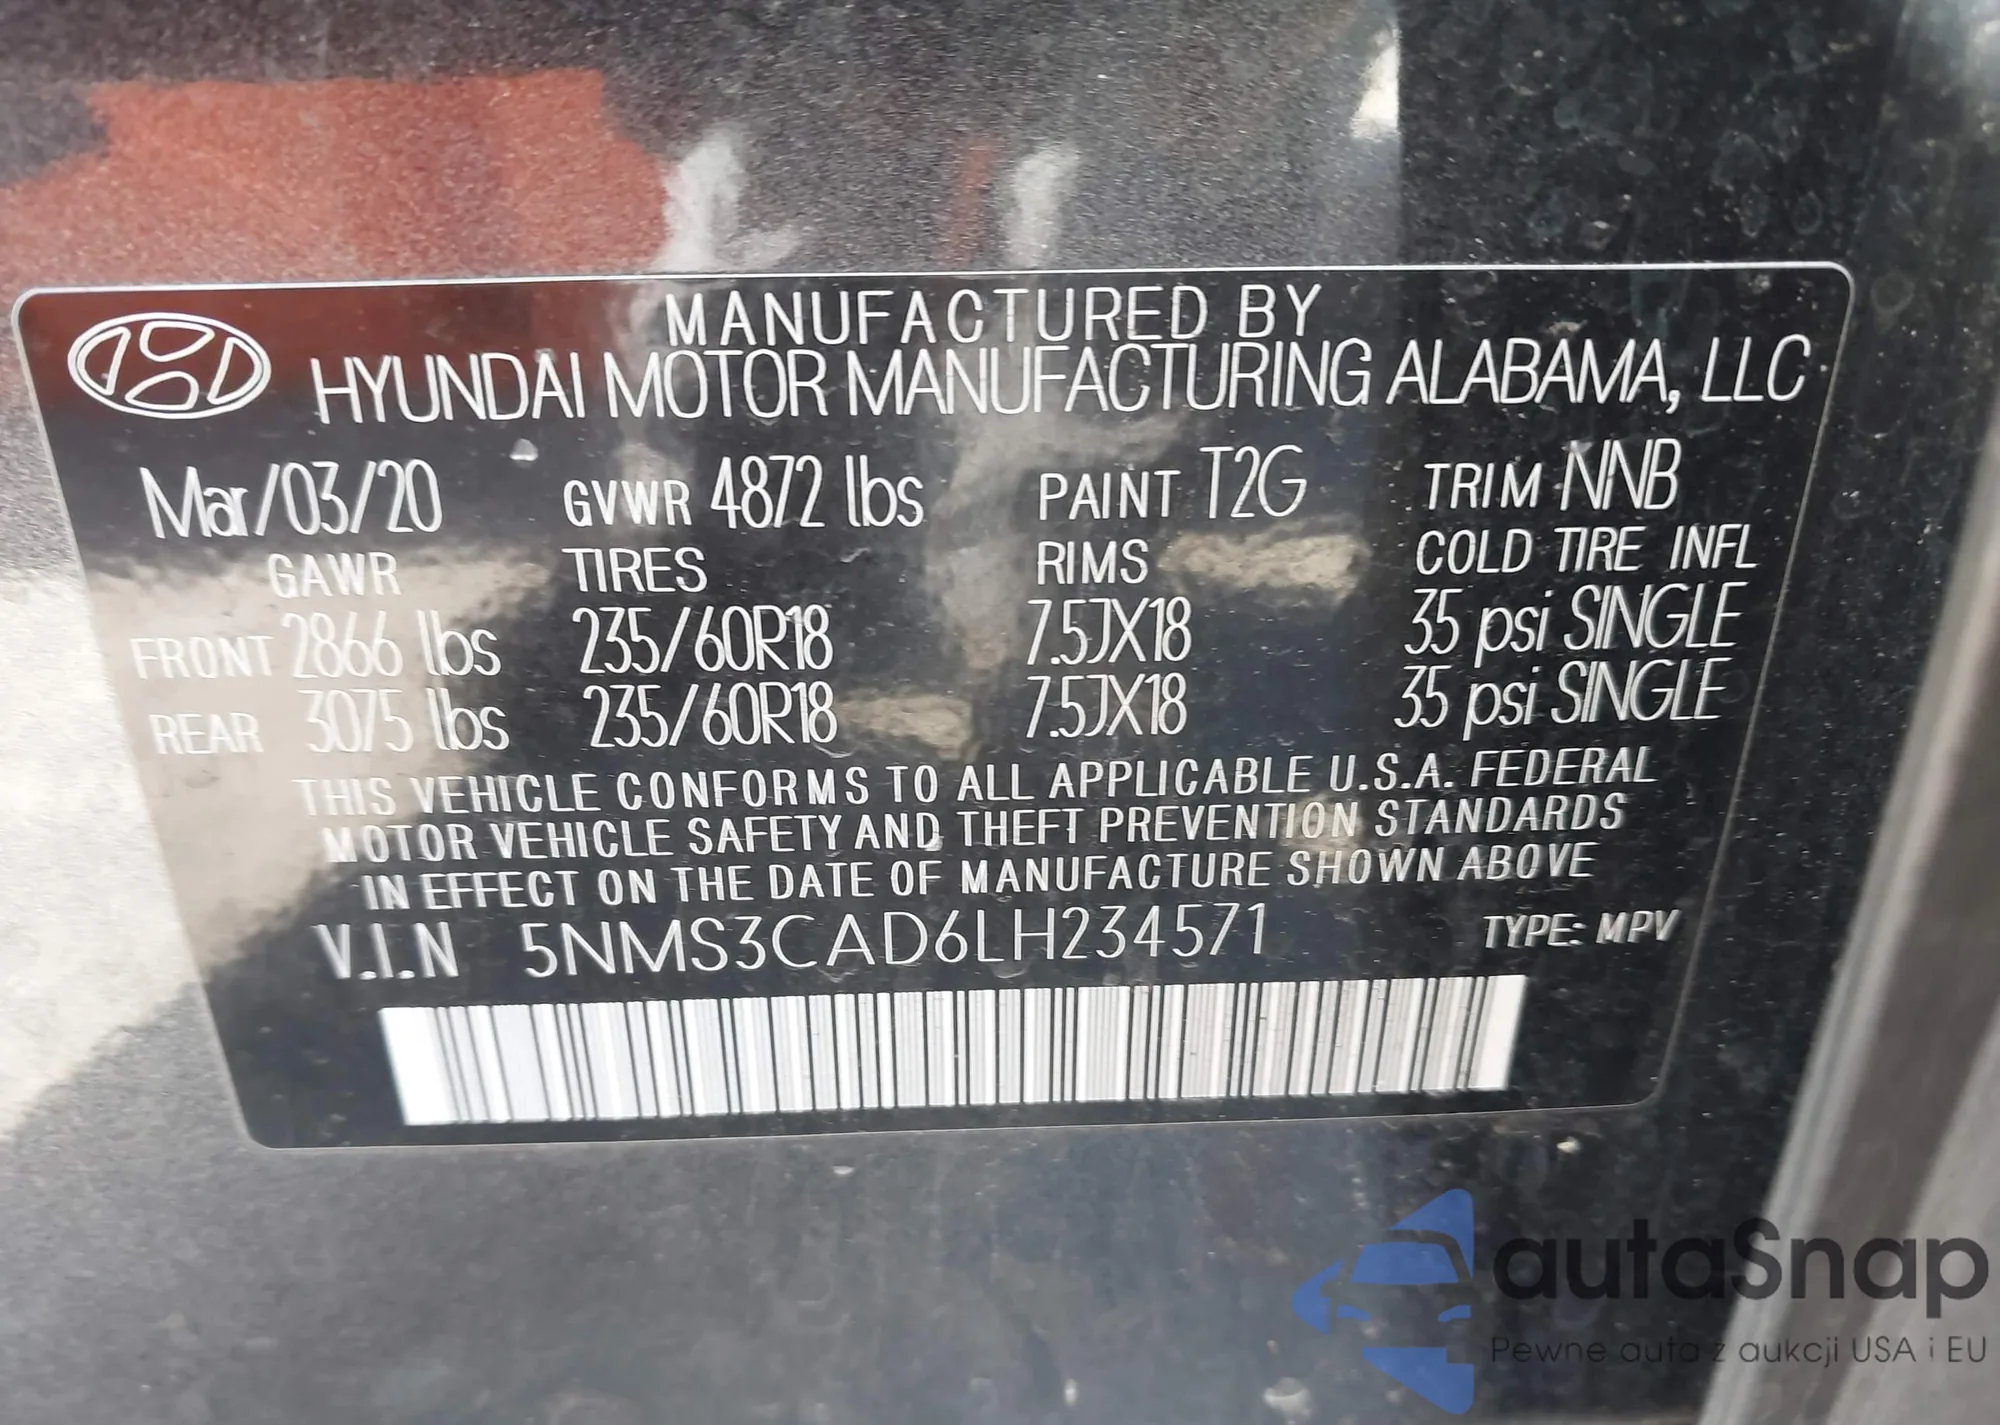 MANUFACTURED BY
HYUNDAI MOTOR MANUFACTURING ALABAMA, LLC
Mar/03/20 GVWR 4872 lbs PAINT T2G TRIM NNB
GAWR TIRES RIMS COLD TIRE INFL
FRONT 2866 lbs 235/60R18 7.5JX18 35 psi SINGLE
REAR 3075 lbs 235/60R18 7.5JX18 35 psi SINGLE
THIS VEHICLE CONFORMS TO ALL APPLICABLE U.S.A. FEDERAL
MOTOR VEHICLE SAFETY AND THEFT PREVENTION STANDARDS
IN EFFECT ON THE DATE OF MANUFACTURE SHOWN ABOVE
V.I.N 5NMS3CAD6LH234571 TYPE: MPV
autaSnap
Pewne auta z aukcji USA i EU